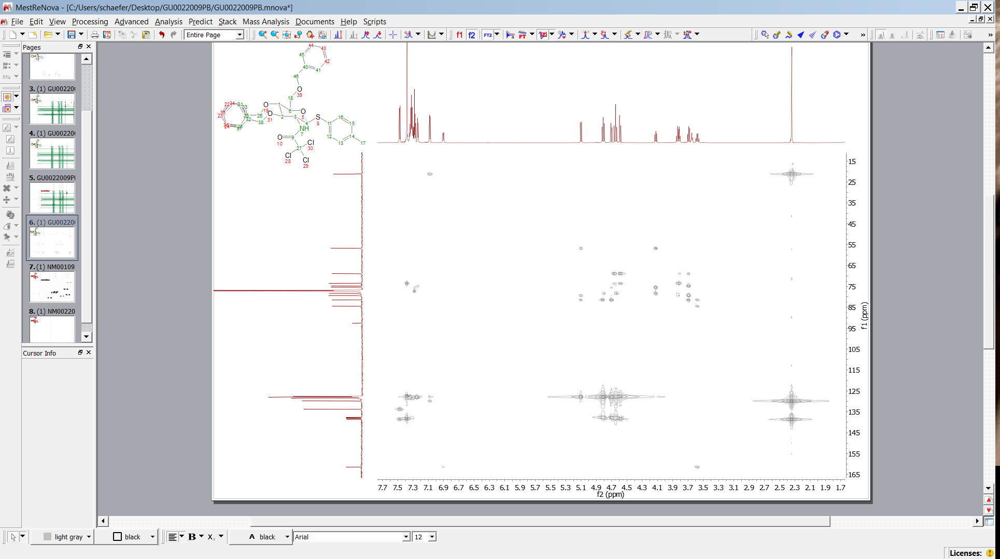 MestReNova - [C:/Users/schaefer/Desktop/GU0022009PB/GU0022009PB.mnova*]
File Edit View Processing Advanced Analysis Predict Stack Mass Analysis Documents Help Scripts
Entire Page f1 f2 FT2 FT » »
Pages
3. (1) GU00220
4. (1) GU00220
5. GU0022009P
6. (1) GU00220
7. (1) NM00109
8. (1) NM00220
Cursor Info
44 43
45 42
40 41
46
O
39
18
O 1
19
O
31
2 6
O
5
3 4
S
8
11 16
15
12 14
13 17
NH
7
O
10
9
Cl
30
27
Cl
28
Cl
29
22 34 21
33
23
20
26
32
38
24 25
37
15
25
35
45
55
65
75
85
95
105
115
125
135
145
155
165
f1 (ppm)
7.7 7.5 7.3 7.1 6.9 6.7 6.5 6.3 6.1 5.9 5.7 5.5 5.3 5.1 4.9 4.7 4.5 4.3 4.1 3.9 3.7 3.5 3.3 3.1 2.9 2.7 2.5 2.3 2.1 1.9 1.7
f2 (ppm)
light gray black B X₂ A black Arial 12
Licenses: